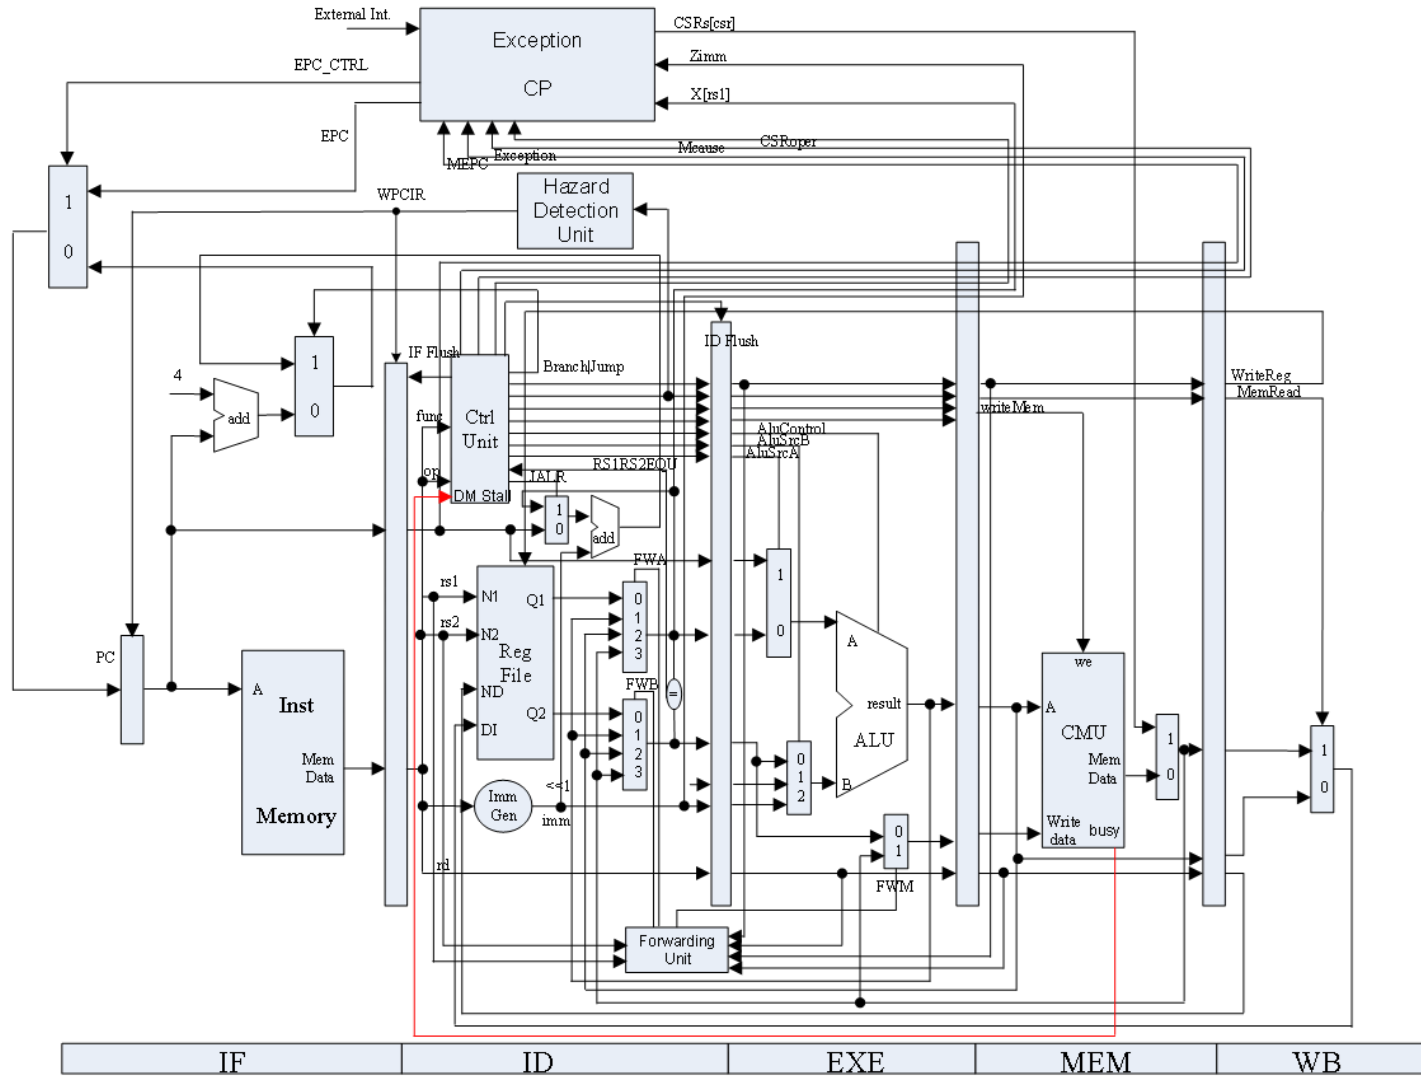 External Int.
Exception
CP
CSRs[csr]
Zimm
X[rs1]
EPC_CTRL
EPC
MEPC
Exception
Mcause
CSRoper
1
0
WPCIR
Hazard
Detection
Unit
IF Flush
ID Flush
Branch|Jump
4
add
1
0
func
op
Ctrl
Unit
DM Stall
RS1RS2EQU
JALR
1
0
add
WriteReg
MemRead
writeMem
AluControl
AluSrcB
AluSrcA
PC
A
Inst
Mem
Data
Memory
rs1
rs2
N1
N2
ND
DI
Q1
Q2
Reg
File
FWA
0
1
2
3
FWB
0
1
2
3
=
<<1
Imm
Gen
imm
rd
1
0
0
1
2
A
B
result
ALU
0
1
FWM
we
A
CMU
Mem
Data
Write
data
busy
1
0
1
0
Forwarding
Unit
IF
ID
EXE
MEM
WB